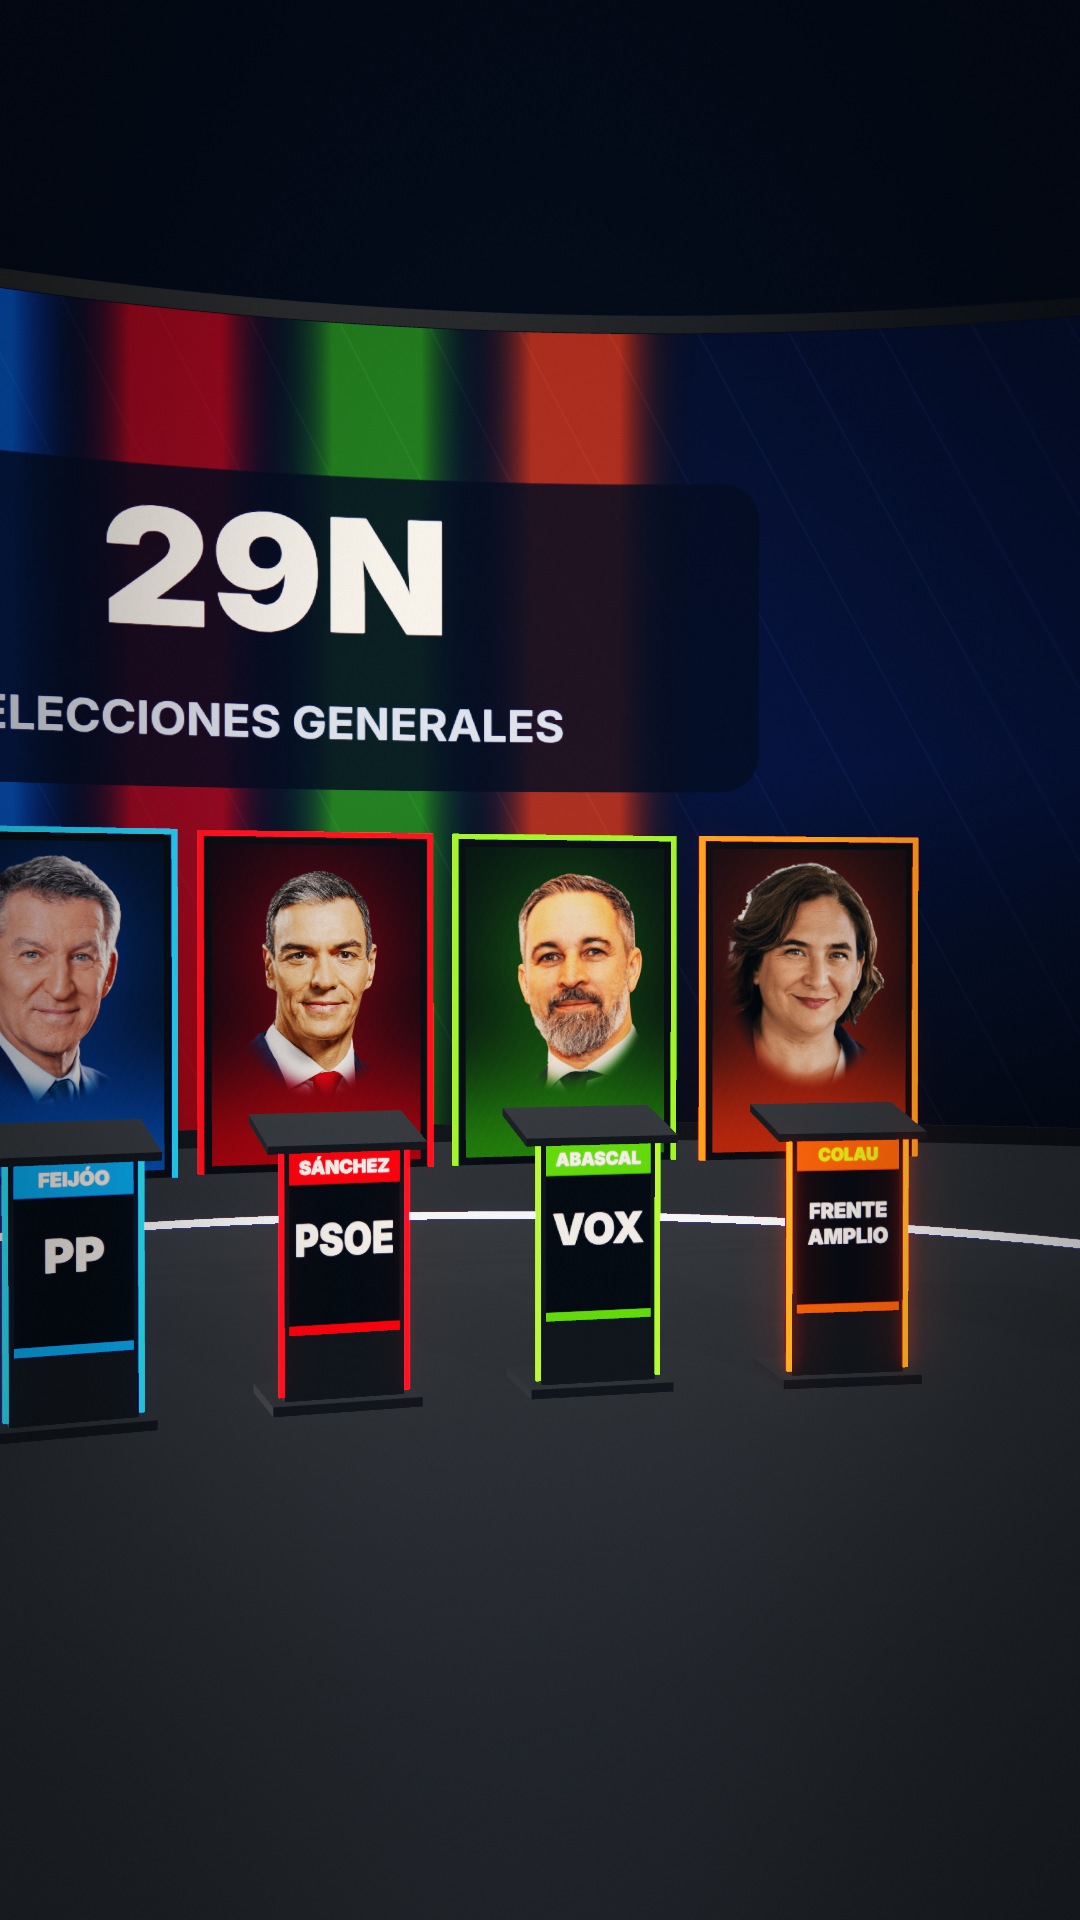 29N
ELECCIONES GENERALES
FEIJÓO
PP
SÁNCHEZ
PSOE
ABASCAL
VOX
COLAU
FRENTE
AMPLIO